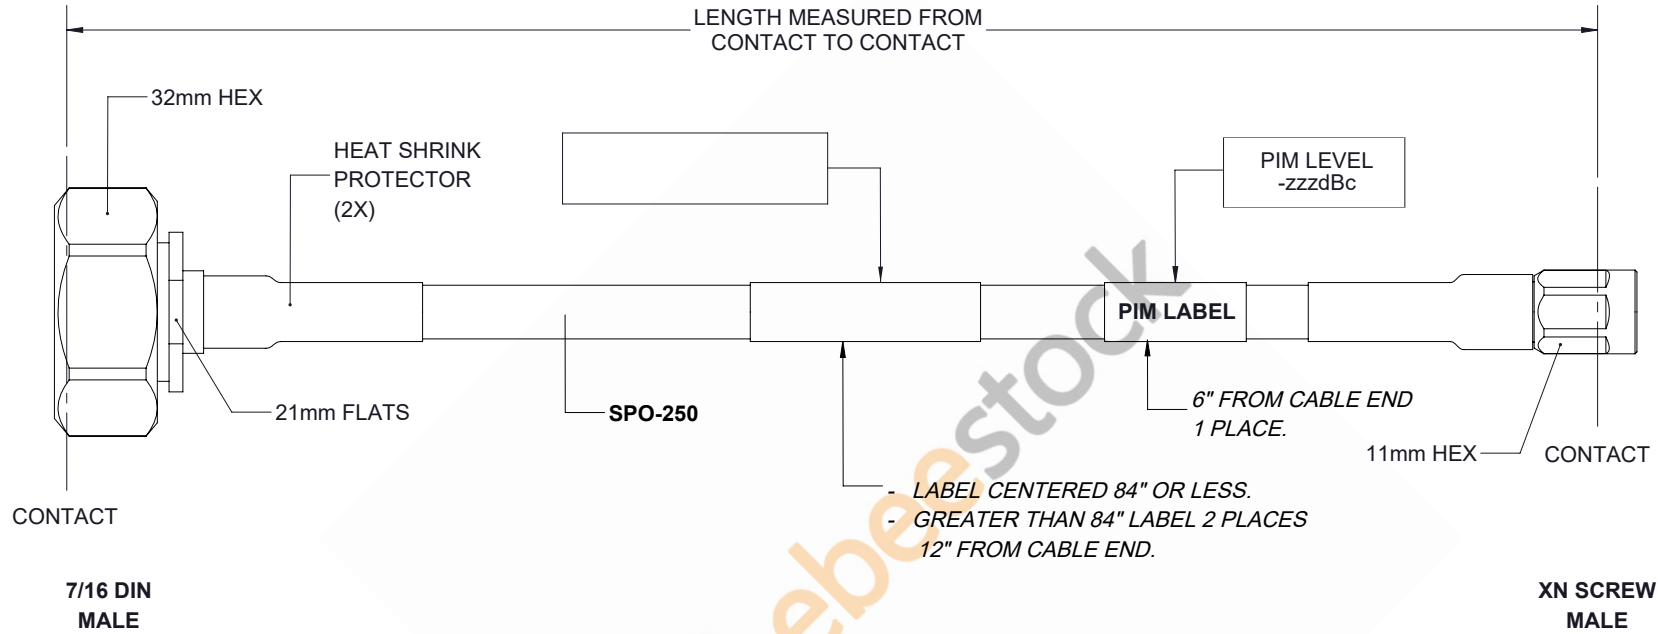 LENGTH MEASURED FROM
CONTACT TO CONTACT
32mm HEX
HEAT SHRINK
PROTECTOR
(2X)
PIM LEVEL
-zzzdBc
PIM LABEL
21mm FLATS
SPO-250
6" FROM CABLE END
1 PLACE.
11mm HEX
CONTACT
- LABEL CENTERED 84" OR LESS.
- GREATER THAN 84" LABEL 2 PLACES
12" FROM CABLE END.
CONTACT
7/16 DIN
MALE
XN SCREW
MALE
ebeestock